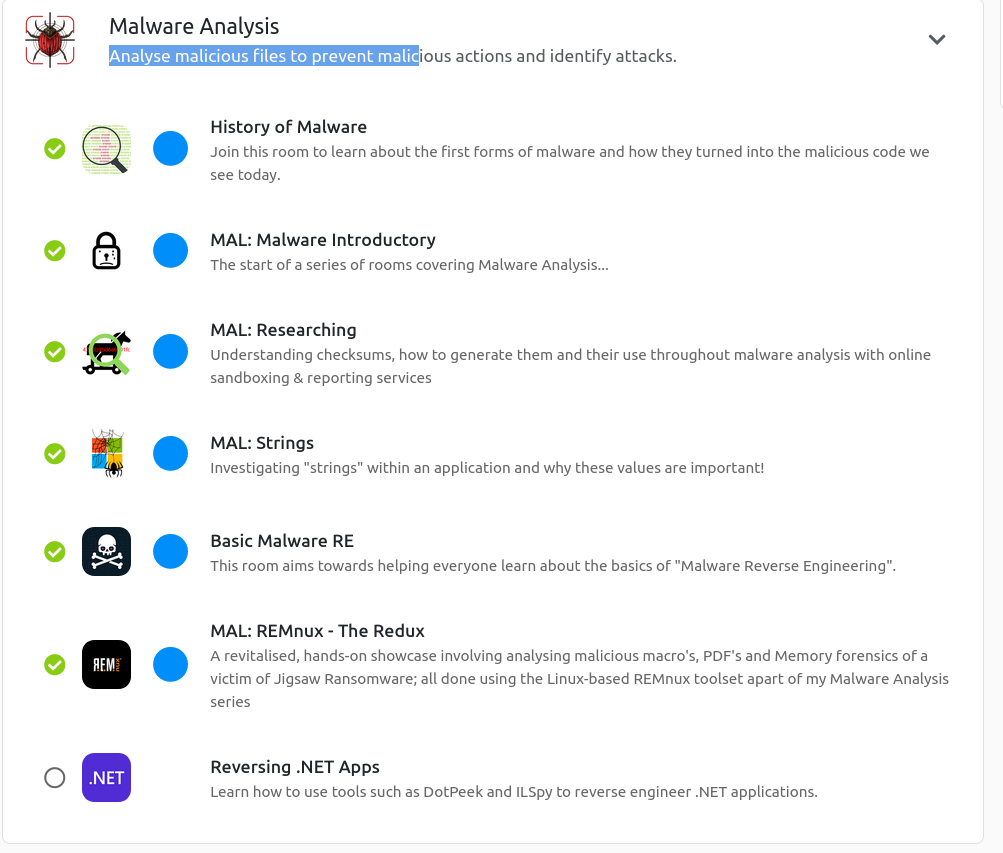 Malware Analysis
Analyse malicious files to prevent malicious actions and identify attacks.
History of Malware
Join this room to learn about the first forms of malware and how they turned into the malicious code we
see today.
MAL: Malware Introductory
The start of a series of rooms covering Malware Analysis...
MAL: Researching
Understanding checksums, how to generate them and their use throughout malware analysis with online
sandboxing & reporting services
MAL: Strings
Investigating "strings" within an application and why these values are important!
Basic Malware RE
This room aims towards helping everyone learn about the basics of "Malware Reverse Engineering".
REM
MAL: REMnux - The Redux
A revitalised, hands-on showcase involving analysing malicious macro's, PDF's and Memory forensics of a
victim of Jigsaw Ransomware; all done using the Linux-based REMnux toolset apart of my Malware Analysis
series
.NET
Reversing .NET Apps
Learn how to use tools such as DotPeek and ILSpy to reverse engineer .NET applications.